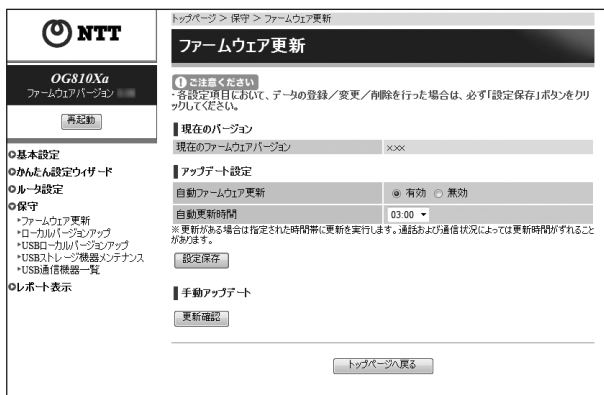 NTT
OG810Xa
ファームウェアバージョン
再起動
基本設定
かんたん設定ウィザード
ルータ設定
保守
ファームウェア更新
ローカルバージョンアップ
USBローカルバージョンアップ
USBストレージ機器メンテナンス
USB通信機器一覧
レポート表示
トップページ > 保守 > ファームウェア更新
ファームウェア更新
ご注意ください
・各設定項目において、データの登録／変更／削除を行った場合は、必ず「設定保存」ボタンをクリ
ックしてください。
現在のバージョン
現在のファームウェアバージョン x.xx
アップデート設定
自動ファームウェア更新 有効 無効
自動更新時間 03:00
※ 更新がある場合は指定された時間帯に更新を実行します。通話および通信状況によっては更新時間がずれること
があります。
設定保存
手動アップデート
更新確認
トップページへ戻る